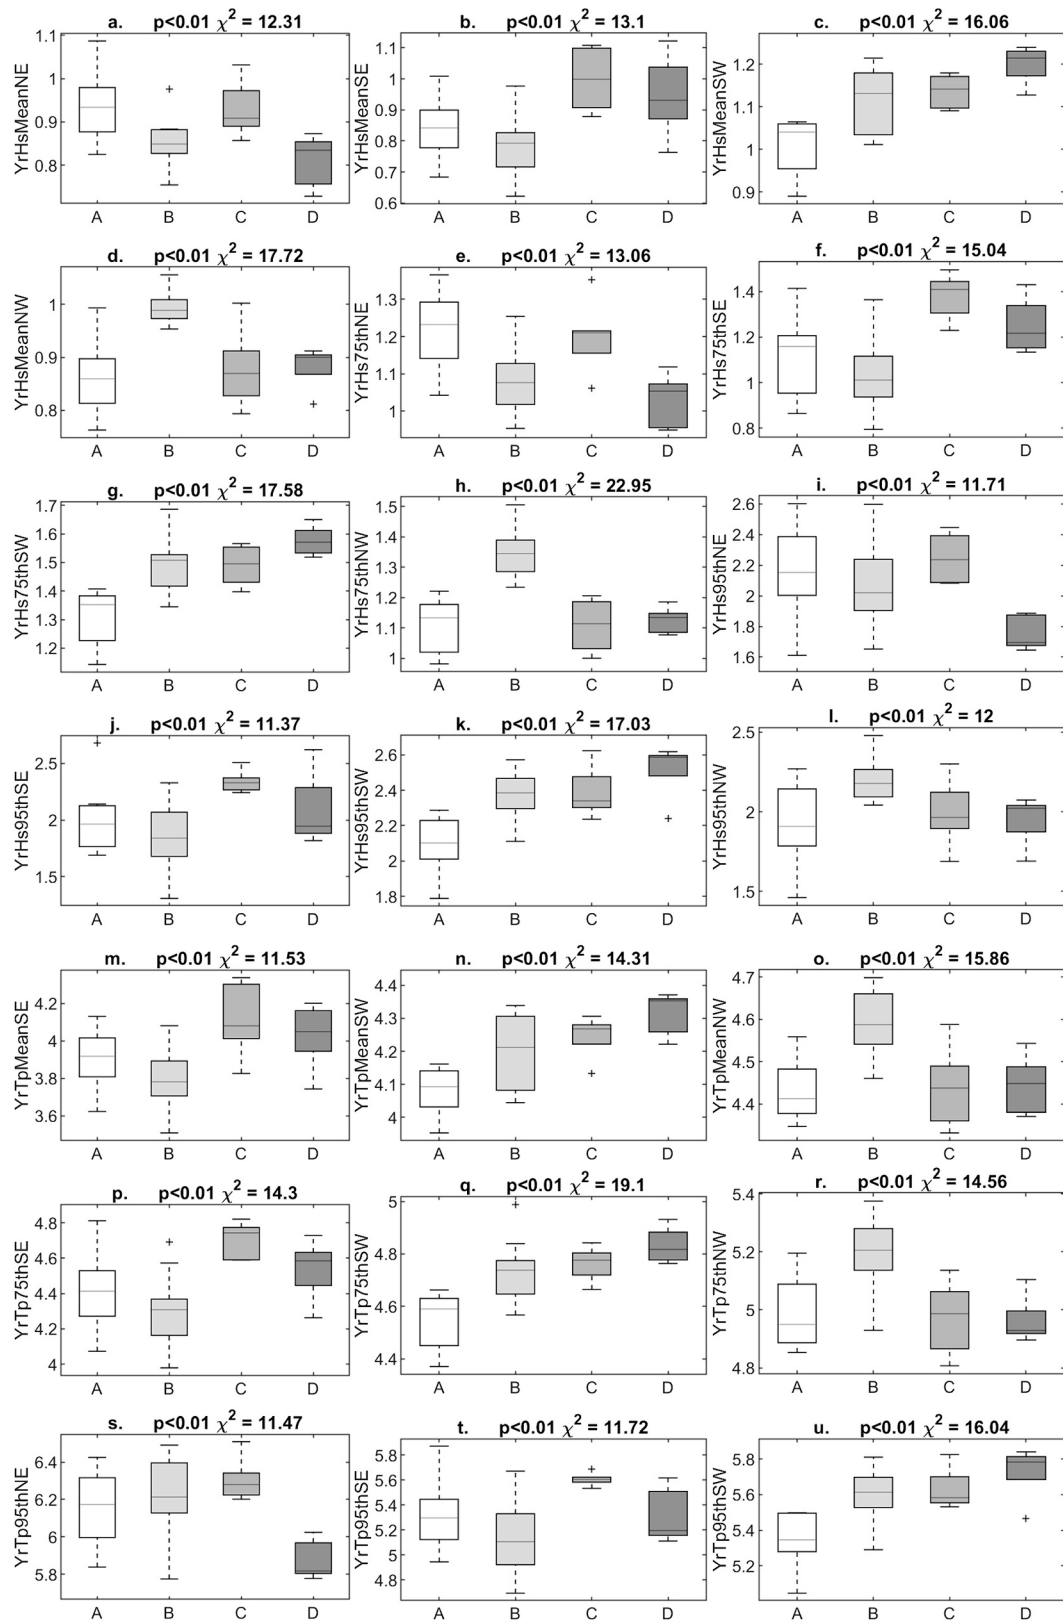 a. p<0.01 χ² = 12.31
YrHsMeanNE
1.1
1
0.9
0.8
A B C D
b. p<0.01 χ² = 13.1
YrHsMeanSE
1.1
1
0.9
0.8
0.7
0.6
A B C D
c. p<0.01 χ² = 16.06
YrHsMeanSW
1.2
1.1
1
0.9
A B C D
d. p<0.01 χ² = 17.72
YrHsMeanNW
1
0.9
0.8
A B C D
e. p<0.01 χ² = 13.06
YrHs75thNE
1.3
1.2
1.1
1
A B C D
f. p<0.01 χ² = 15.04
YrHs75thSE
1.4
1.2
1
0.8
A B C D
g. p<0.01 χ² = 17.58
YrHs75thSW
1.7
1.6
1.5
1.4
1.3
1.2
A B C D
h. p<0.01 χ² = 22.95
YrHs75thNW
1.5
1.4
1.3
1.2
1.1
1
A B C D
i. p<0.01 χ² = 11.71
YrHs95thNE
2.6
2.4
2.2
2
1.8
1.6
A B C D
j. p<0.01 χ² = 11.37
YrHs95thSE
2.5
2
1.5
A B C D
k. p<0.01 χ² = 17.03
YrHs95thSW
2.6
2.4
2.2
2
1.8
A B C D
l. p<0.01 χ² = 12
YrHs95thNW
2.5
2
1.5
A B C D
m. p<0.01 χ² = 11.53
YrTpMeanSE
4.2
4
3.8
3.6
A B C D
n. p<0.01 χ² = 14.31
YrTpMeanSW
4.4
4.3
4.2
4.1
4
A B C D
o. p<0.01 χ² = 15.86
YrTpMeanNW
4.7
4.6
4.5
4.4
A B C D
p. p<0.01 χ² = 14.3
YrTp75thSE
4.8
4.6
4.4
4.2
4
A B C D
q. p<0.01 χ² = 19.1
YrTp75thSW
5
4.8
4.6
4.4
A B C D
r. p<0.01 χ² = 14.56
YrTp75thNW
5.4
5.2
5
4.8
A B C D
s. p<0.01 χ² = 11.47
YrTp95thNE
6.4
6.2
6
5.8
A B C D
t. p<0.01 χ² = 11.72
YrTp95thSE
5.8
5.6
5.4
5.2
5
4.8
A B C D
u. p<0.01 χ² = 16.04
YrTp95thSW
5.8
5.6
5.4
5.2
A B C D